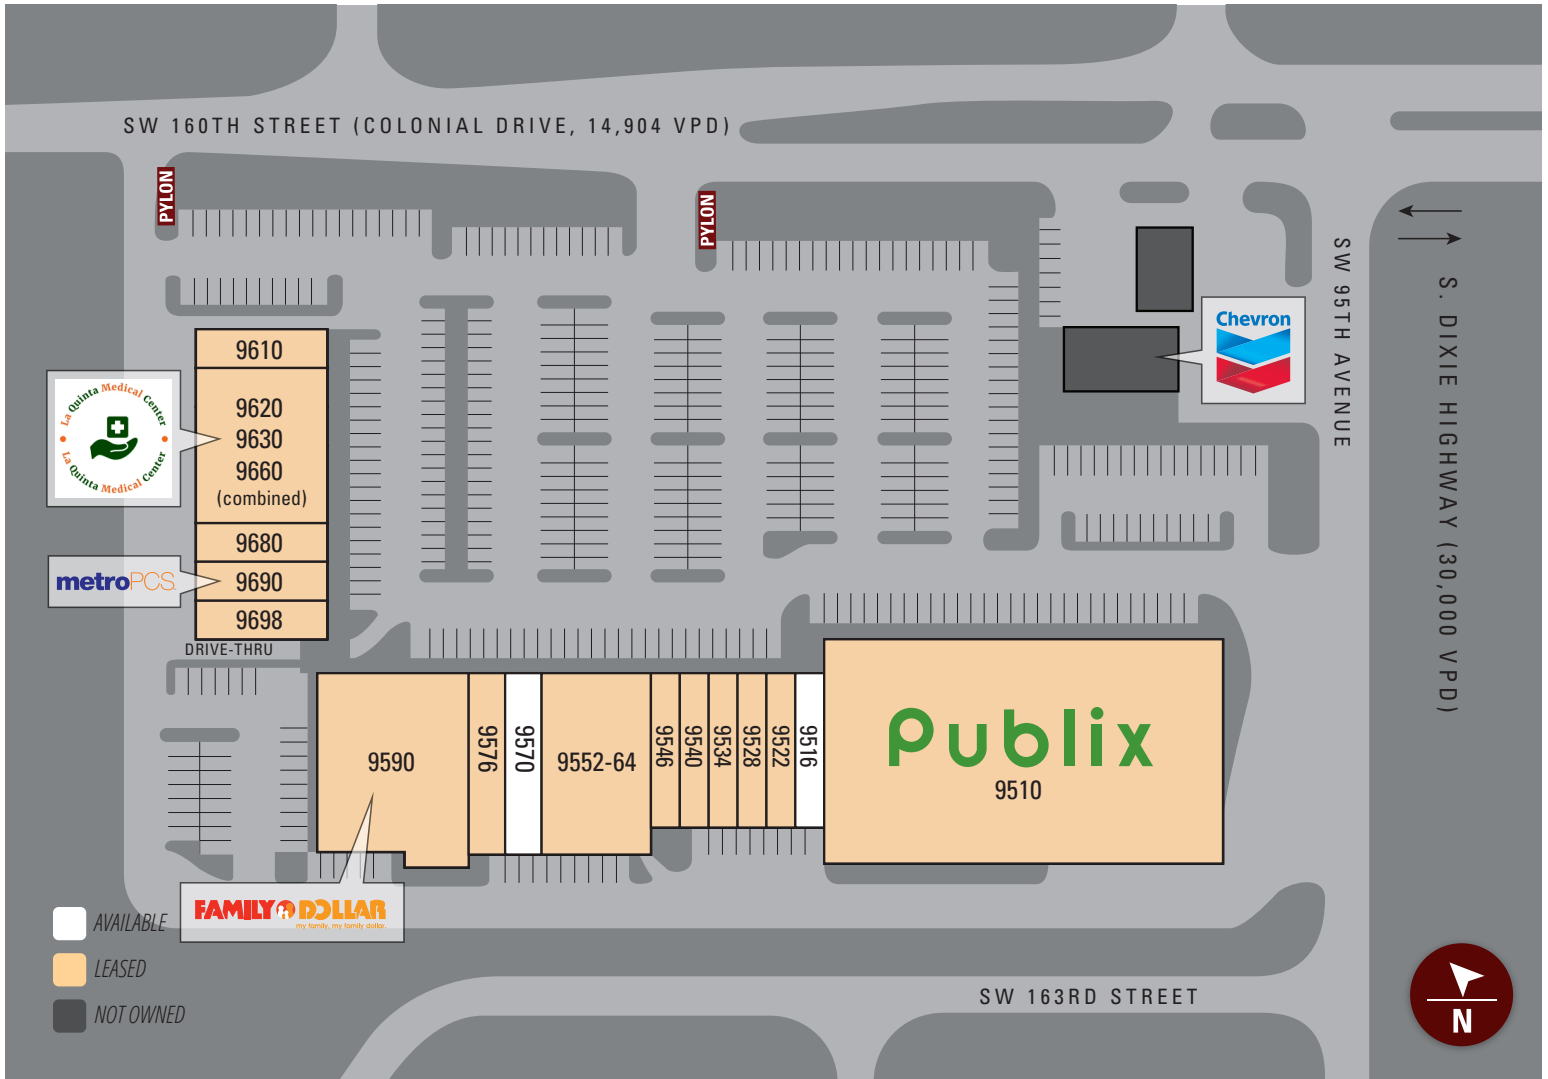 SW 160TH STREET (COLONIAL DRIVE, 14,904 VPD)
PYLON
PYLON
Chevron
SW 95TH AVENUE
S. DIXIE HIGHWAY (30,000 VPD)
La Quinta Medical Center
La Quinta Medical Center
9610
9620
9630
9660
(combined)
9680
metroPCS.
9690
9698
DRIVE-THRU
9590
9576
9570
9552-64
9546
9540
9534
9528
9522
9516
Publix
9510
FAMILY DOLLAR
my family, my family dollar.
AVAILABLE
LEASED
NOT OWNED
SW 163RD STREET
N